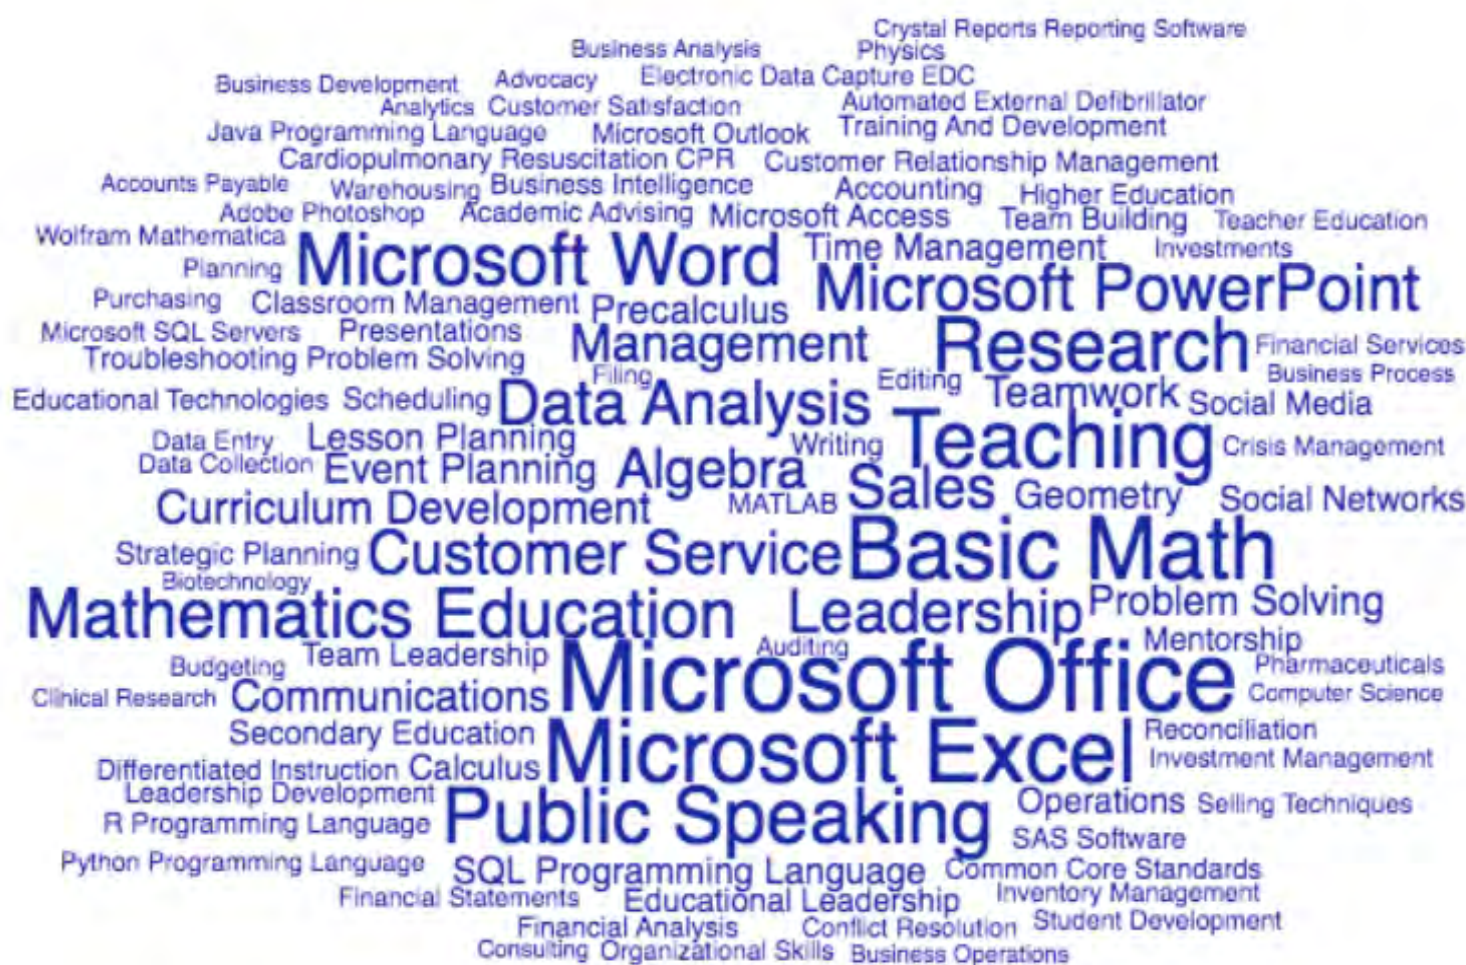 Crystal Reports Reporting Software
Business Analysis Physics
Business Development Advocacy Electronic Data Capture EDC
Analytics Customer Satisfaction Automated External Defibrillator
Java Programming Language Microsoft Outlook Training And Development
Cardiopulmonary Resuscitation CPR Customer Relationship Management
Accounts Payable Warehousing Business Intelligence Accounting Higher Education
Adobe Photoshop Academic Advising Microsoft Access Team Building Teacher Education
Wolfram Mathematica Microsoft Word Time Management Investments
Planning Microsoft PowerPoint
Purchasing Classroom Management Precalculus
Microsoft SQL Servers Presentations Management Research Financial Services
Troubleshooting Problem Solving
Filing Editing Teamwork Business Process
Educational Technologies Scheduling Data Analysis Social Media
Data Entry Lesson Planning Writing Teaching Crisis Management
Data Collection Event Planning Algebra
Curriculum Development MATLAB Sales Geometry Social Networks
Strategic Planning Customer Service Basic Math
Biotechnology
Mathematics Education Leadership Problem Solving
Budgeting Team Leadership Auditing Mentorship
Microsoft Office Pharmaceuticals
Clinical Research Communications Computer Science
Secondary Education Reconciliation
Differentiated Instruction Calculus Microsoft Excel Investment Management
Leadership Development Operations Selling Techniques
R Programming Language Public Speaking SAS Software
Python Programming Language SQL Programming Language Common Core Standards
Financial Statements Educational Leadership Inventory Management
Financial Analysis Conflict Resolution Student Development
Consulting Organizational Skills Business Operations